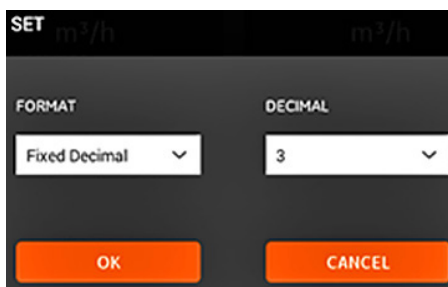 SET
m³/h m³/h
FORMAT DECIMAL
Fixed Decimal 3
OK CANCEL